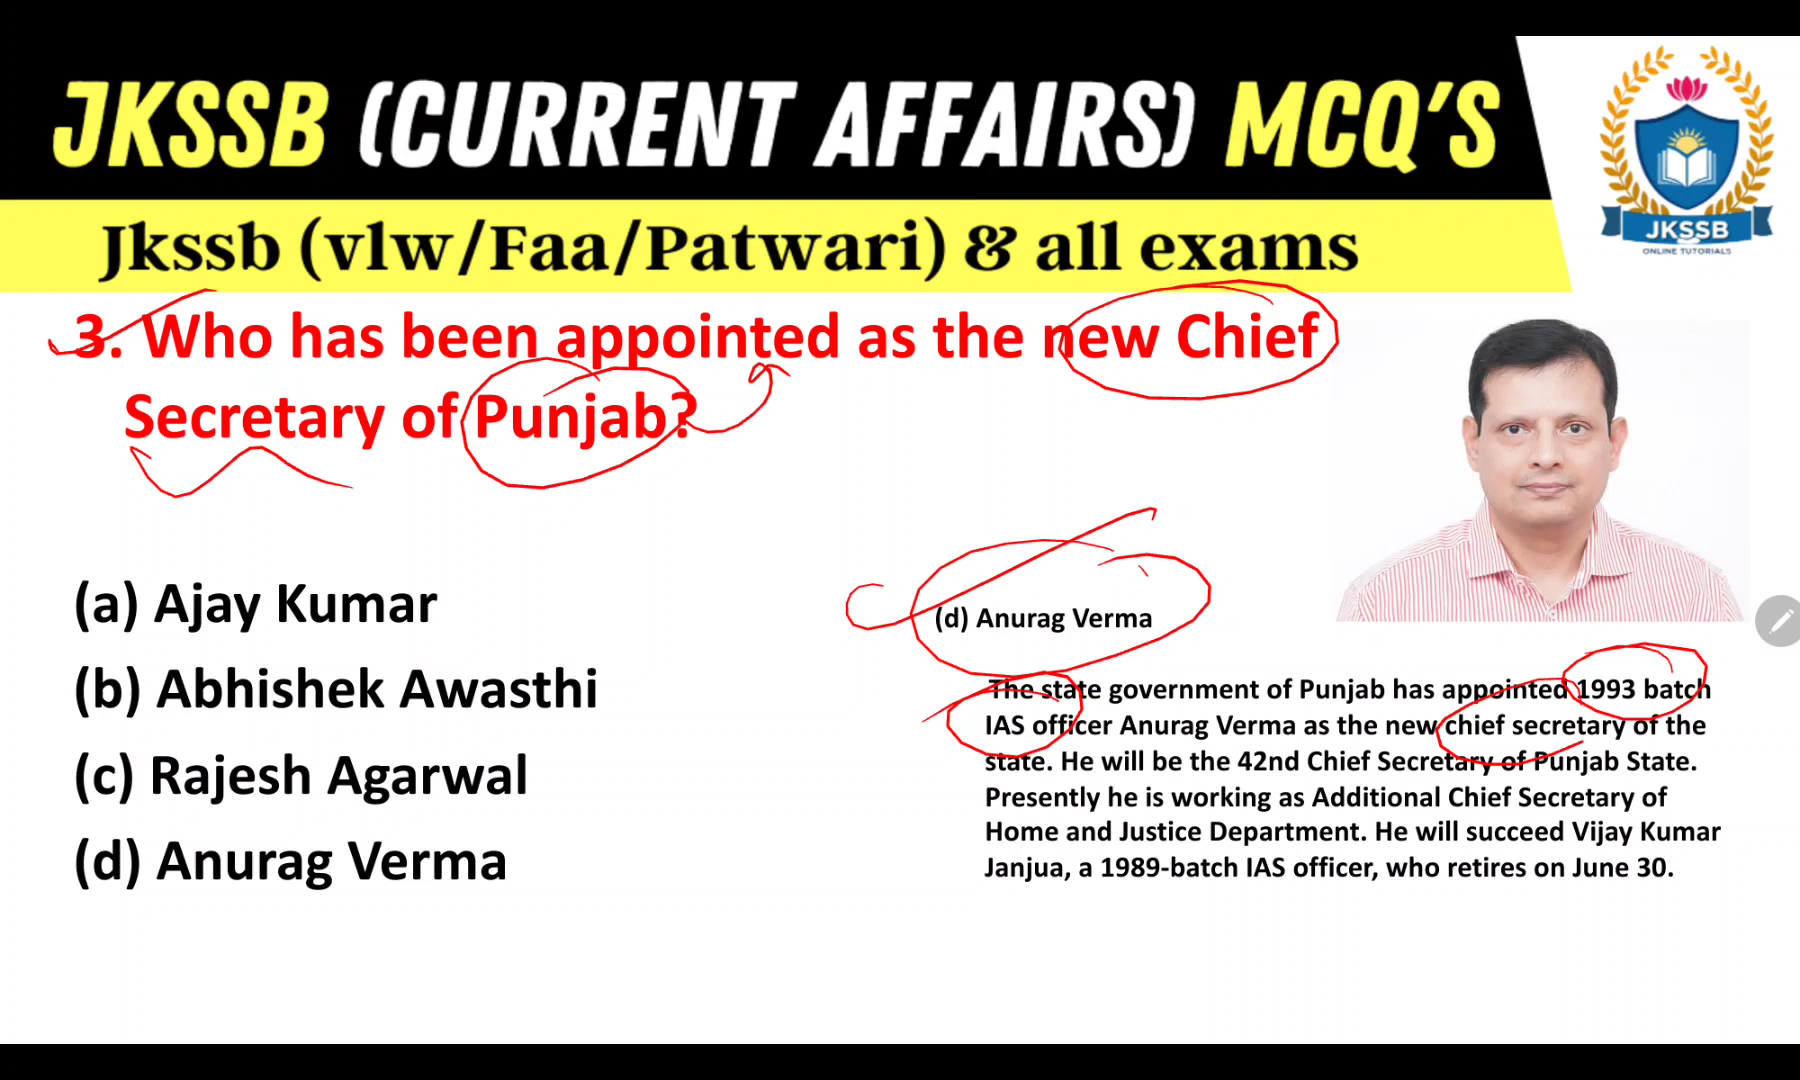 JKSSB (CURRENT AFFAIRS) MCQ'S
Jkssb (vlw/Faa/Patwari) & all exams
JKSSB
ONLINE TUTORIALS
3. Who has been appointed as the new Chief
Secretary of Punjab?
(a) Ajay Kumar
(b) Abhishek Awasthi
(c) Rajesh Agarwal
(d) Anurag Verma
(d) Anurag Verma
The state government of Punjab has appointed 1993 batch
IAS officer Anurag Verma as the new chief secretary of the
state. He will be the 42nd Chief Secretary of Punjab State.
Presently he is working as Additional Chief Secretary of
Home and Justice Department. He will succeed Vijay Kumar
Janjua, a 1989-batch IAS officer, who retires on June 30.